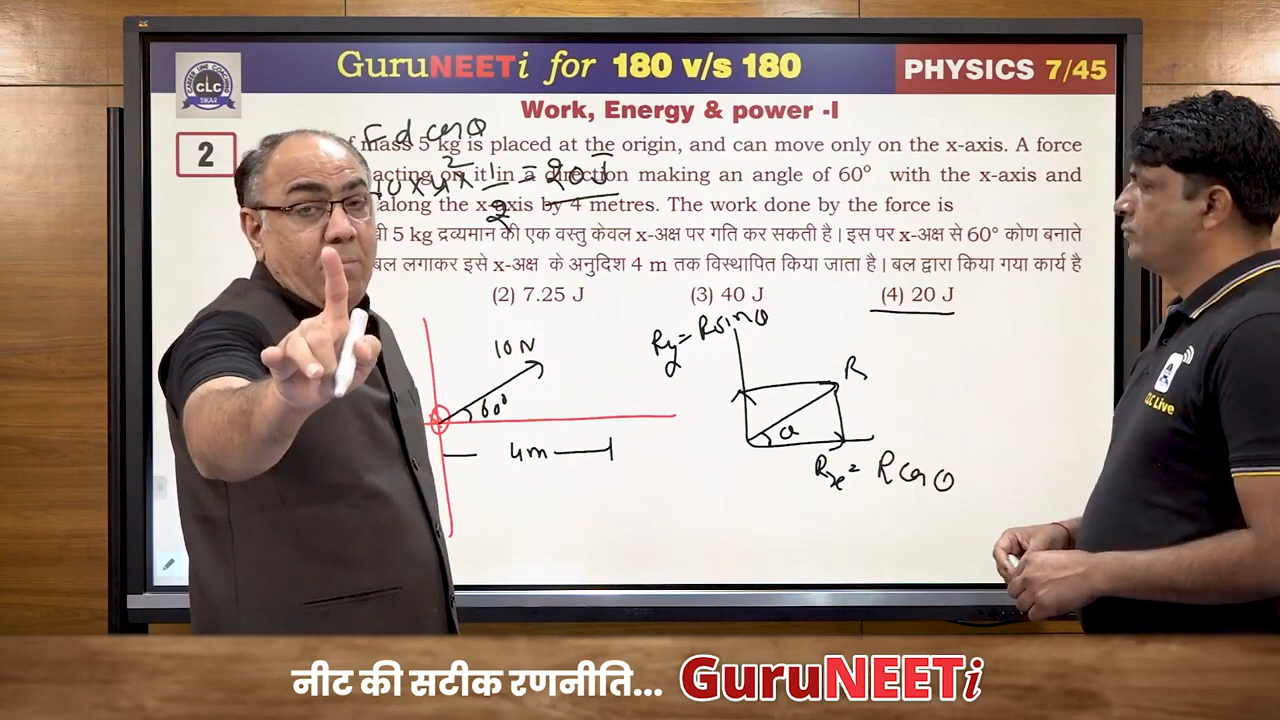 GuruNEETi for 180 v/s 180
PHYSICS 7/45
CAREER LINE COACHING
CLC
SIKAR
Work, Energy & power -I
2
F d cos θ
f mass 5 kg is placed at the origin, and can move only on the x-axis. A force
acting on it in a direction making an angle of 60° with the x-axis and
10 × 4 × 1/2 = 20 J
along the x-axis by 4 metres. The work done by the force is
5 kg द्रव्यमान की एक वस्तु केवल x-अक्ष पर गति कर सकती है। इस पर x-अक्ष से 60° कोण बनाते
बल लगाकर इसे x-अक्ष के अनुदिश 4 m तक विस्थापित किया जाता है। बल द्वारा किया गया कार्य है
(2) 7.25 J (3) 40 J (4) 20 J
10 N
60°
4m
Ry = R sin θ
R
θ
Rx = R cos θ
CLC Live
नीट की सटीक रणनीति... GuruNEETi